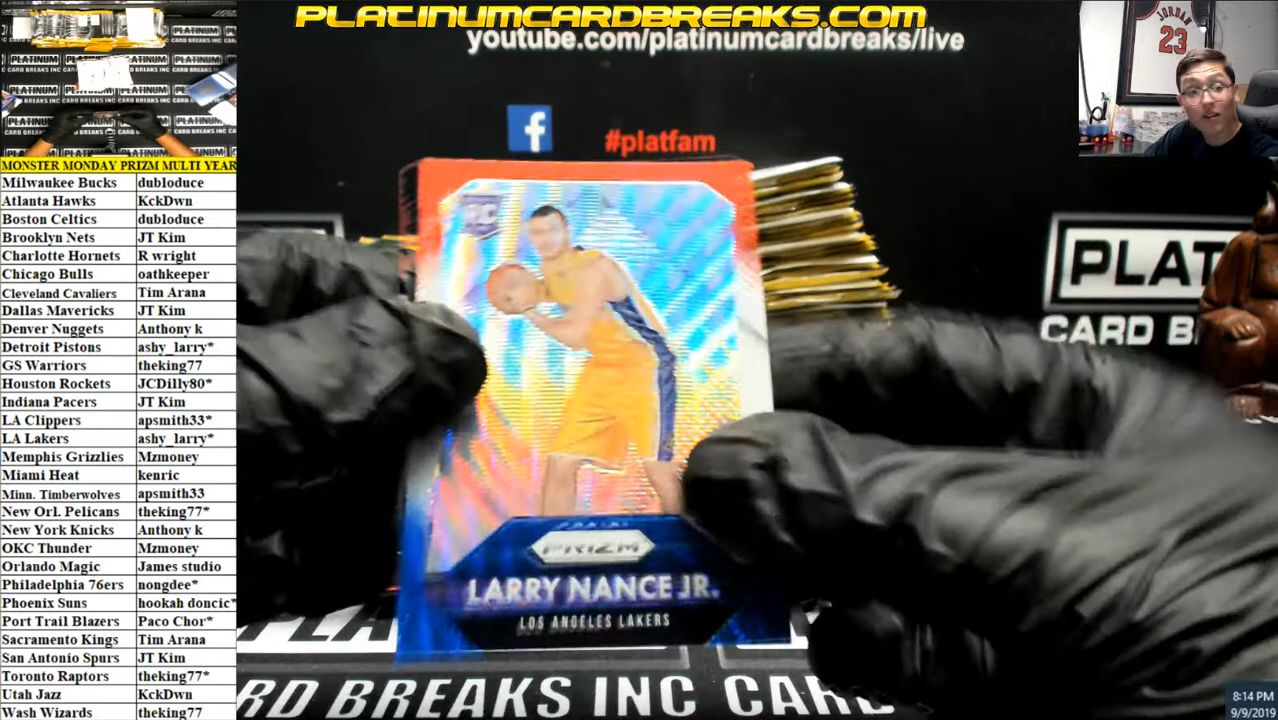 PLATINUMCARDBREAKS.COM
youtube.com/platinumcardbreaks/live
#platfam
JORDAN
23
PLATINUM
CARD BREAKS INC
MONSTER MONDAY PRIZM MULTI YEAR
Milwaukee Bucks dubloduce
Atlanta Hawks KckDwn
Boston Celtics dubloduce
Brooklyn Nets JT Kim
Charlotte Hornets R wright
Chicago Bulls oathkeeper
Cleveland Cavaliers Tim Arana
Dallas Mavericks JT Kim
Denver Nuggets Anthony k
Detroit Pistons ashy_larry*
GS Warriors theking77
Houston Rockets JCDilly80*
Indiana Pacers JT Kim
LA Clippers apsmith33*
LA Lakers ashy_larry*
Memphis Grizzlies Mzmoney
Miami Heat kenric
Minn. Timberwolves apsmith33
New Orl. Pelicans theking77*
New York Knicks Anthony k
OKC Thunder Mzmoney
Orlando Magic James studio
Philadelphia 76ers nongdee*
Phoenix Suns hookah doncic*
Port Trail Blazers Paco Chor*
Sacramento Kings Tim Arana
San Antonio Spurs JT Kim
Toronto Raptors theking77*
Utah Jazz KckDwn
Wash Wizards theking77
RC
PANINI
PRIZM
LARRY NANCE JR.
LOS ANGELES LAKERS
PLAT
CARD B
RD BREAKS INC CARD
8:14 PM
9/9/2019